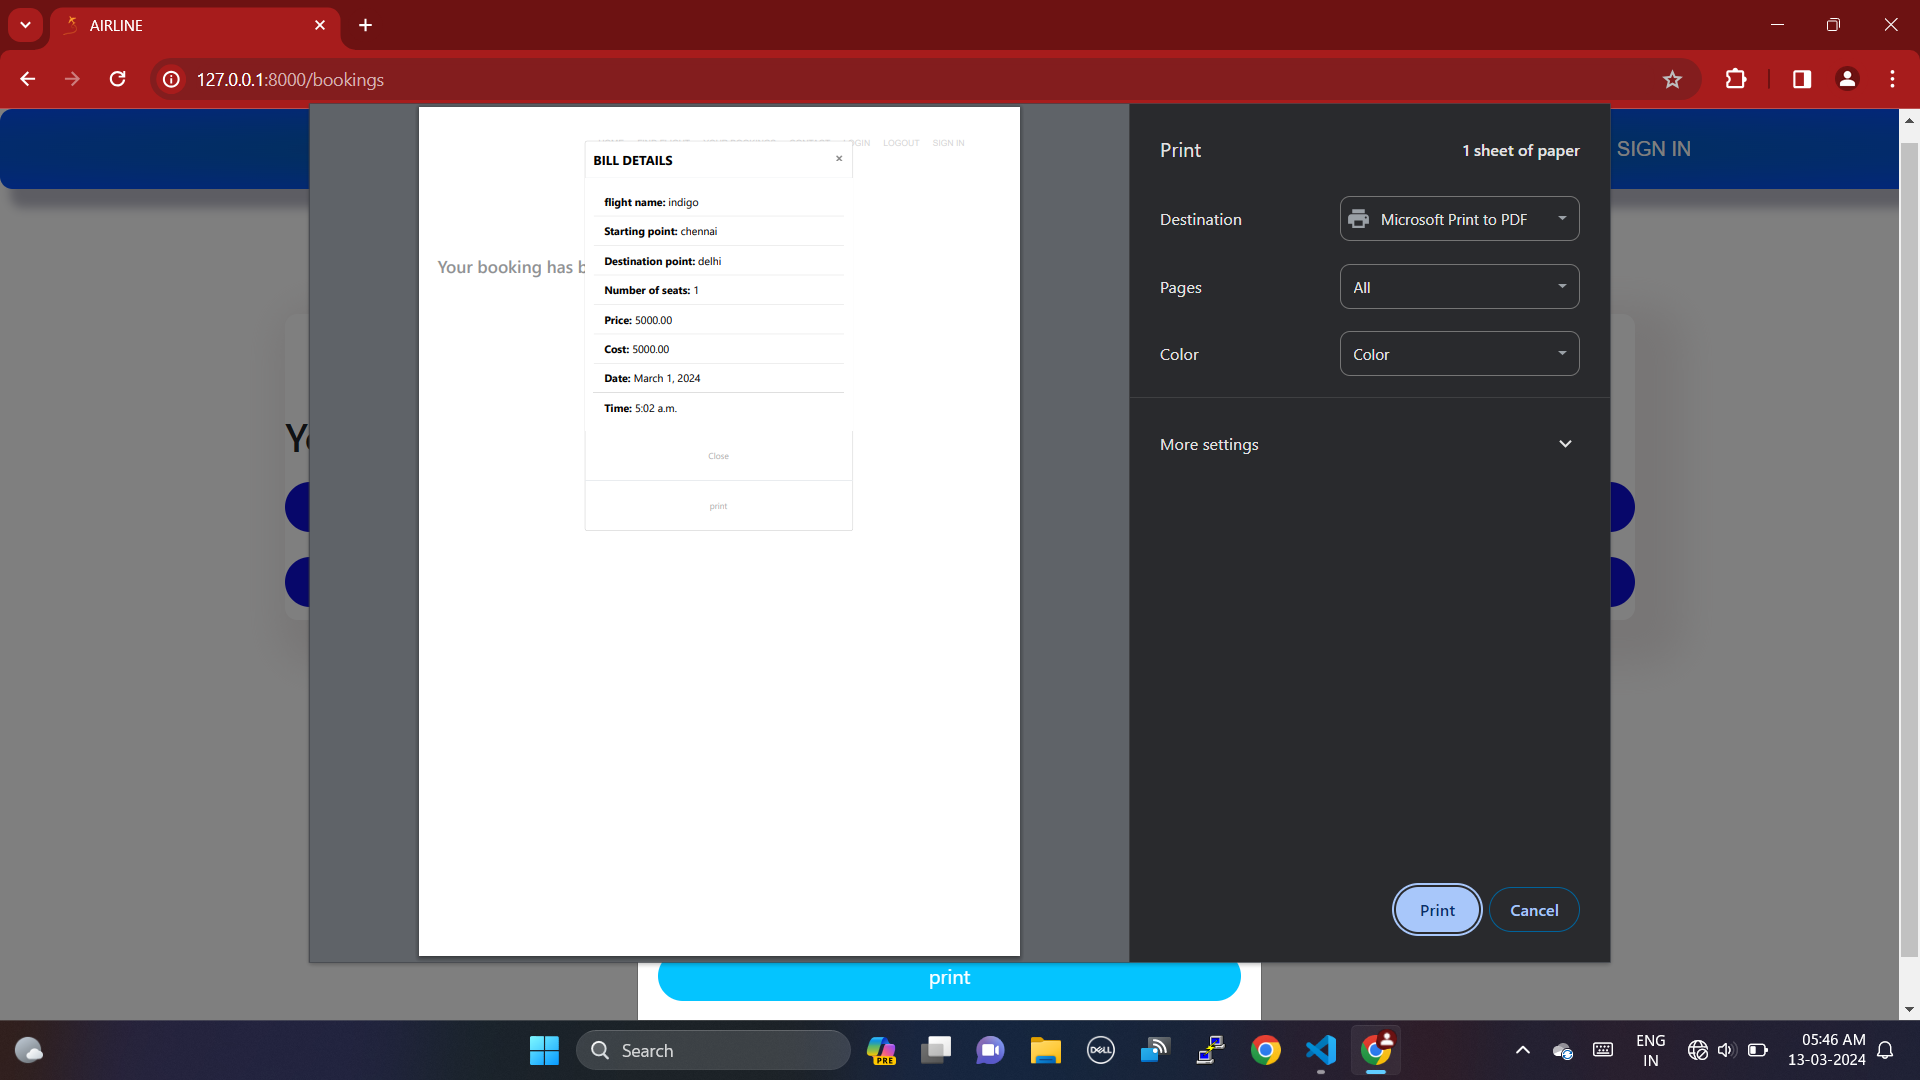 AIRLINE
127.0.0.1:8000/bookings
SIGN IN
LOGOUT SIGN IN
BILL DETAILS ×
flight name: indigo
Starting point: chennai
Your booking has b
Destination point: delhi
Number of seats: 1
Price: 5000.00
Cost: 5000.00
Date: March 1, 2024
Time: 5:02 a.m.
Close
print
Print 1 sheet of paper
Destination Microsoft Print to PDF
Pages All
Color Color
More settings
Print Cancel
print
Search
PRE
DELL
ENG
IN
05:46 AM
13-03-2024